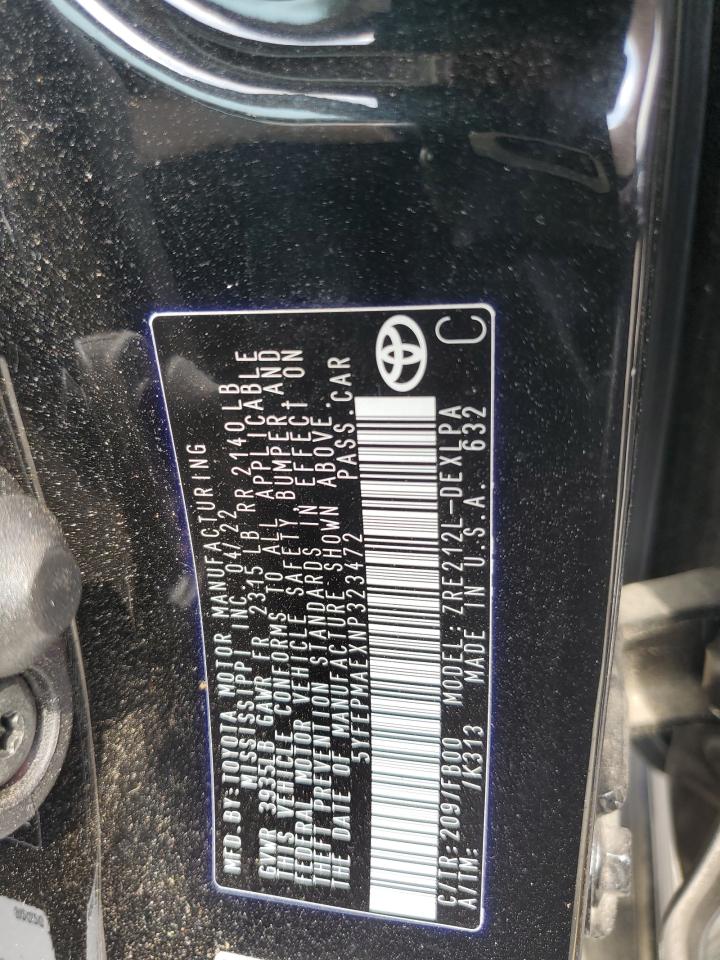 MFD.BY:TOYOTA MOTOR MANUFACTURING
MISSISSIPPI INC. 04/22
GVWR 3955LB GAWR FR 2315 LB RR 2140 LB
THIS VEHICLE CONFORMS TO ALL APPLICABLE
FEDERAL MOTOR VEHICLE SAFETY,BUMPER,AND
THEFT PREVENTION STANDARDS IN EFFECT ON
THE DATE OF MANUFACTURE SHOWN ABOVE.
5YFEPMAEXNP323472 PASS.CAR
C/TR:209/FB00 MODEL:ZRE212L-DEXLPA
A/TM: /K313 MADE IN U.S.A. 632
C